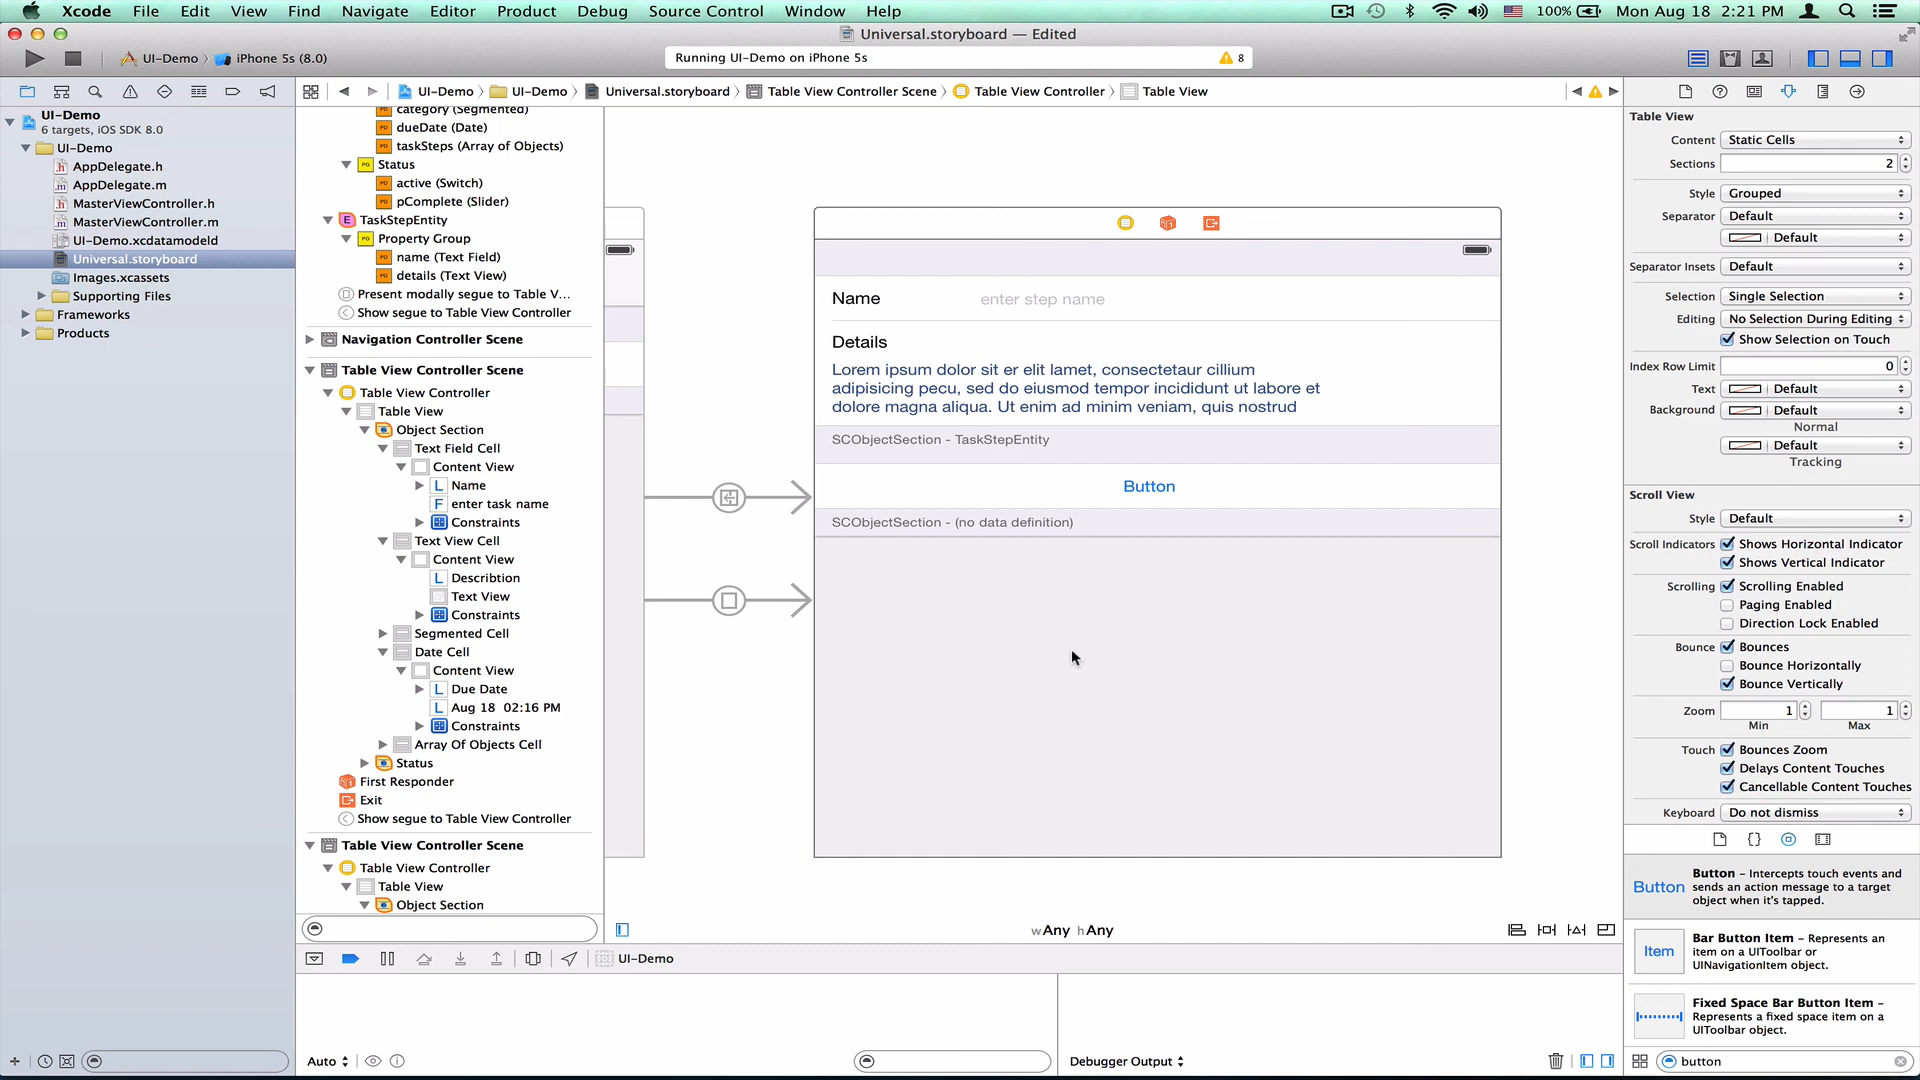 Xcode File Edit View Find Navigate Editor Product Debug Source Control Window Help 100% Mon Aug 18 2:21 PM
Universal.storyboard — Edited
UI-Demo iPhone 5s (8.0)
Running UI-Demo on iPhone 5s
8
UI-Demo UI-Demo Universal.storyboard Table View Controller Scene Table View Controller Table View
UI-Demo
6 targets, iOS SDK 8.0
UI-Demo
h AppDelegate.h
m AppDelegate.m
h MasterViewController.h
m MasterViewController.m
UI-Demo.xcdatamodeld
Universal.storyboard
Images.xcassets
Supporting Files
Frameworks
Products
PD category (Segmented)
PD dueDate (Date)
PD taskSteps (Array of Objects)
PG Status
PD active (Switch)
PD pComplete (Slider)
E TaskStepEntity
PG Property Group
PD name (Text Field)
PD details (Text View)
Present modally segue to Table V...
Show segue to Table View Controller
Navigation Controller Scene
Table View Controller Scene
Table View Controller
Table View
Object Section
Text Field Cell
Content View
L Name
F enter task name
Constraints
Text View Cell
Content View
L Describtion
Text View
Constraints
Segmented Cell
Date Cell
Content View
L Due Date
L Aug 18 02:16 PM
Constraints
Array Of Objects Cell
Status
First Responder
Exit
Show segue to Table View Controller
Table View Controller Scene
Table View Controller
Table View
Object Section
Name enter step name
Details
Lorem ipsum dolor sit er elit lamet, consectetaur cillium
adipisicing pecu, sed do eiusmod tempor incididunt ut labore et
dolore magna aliqua. Ut enim ad minim veniam, quis nostrud
SCObjectSection - TaskStepEntity
Button
SCObjectSection - (no data definition)
wAny hAny
UI-Demo
Auto
Debugger Output
Table View
Content Static Cells
Sections 2
Style Grouped
Separator Default
Default
Separator Insets Default
Selection Single Selection
Editing No Selection During Editing
Show Selection on Touch
Index Row Limit 0
Text Default
Background Default
Normal
Default
Tracking
Scroll View
Style Default
Scroll Indicators Shows Horizontal Indicator
Shows Vertical Indicator
Scrolling Scrolling Enabled
Paging Enabled
Direction Lock Enabled
Bounce Bounces
Bounce Horizontally
Bounce Vertically
Zoom 1 1
Min Max
Touch Bounces Zoom
Delays Content Touches
Cancellable Content Touches
Keyboard Do not dismiss
{}
Button Button – Intercepts touch events and
sends an action message to a target
object when it's tapped.
Item Bar Button Item – Represents an
item on a UIToolbar or
UINavigationItem object.
Fixed Space Bar Button Item –
Represents a fixed space item on a
UIToolbar object.
button